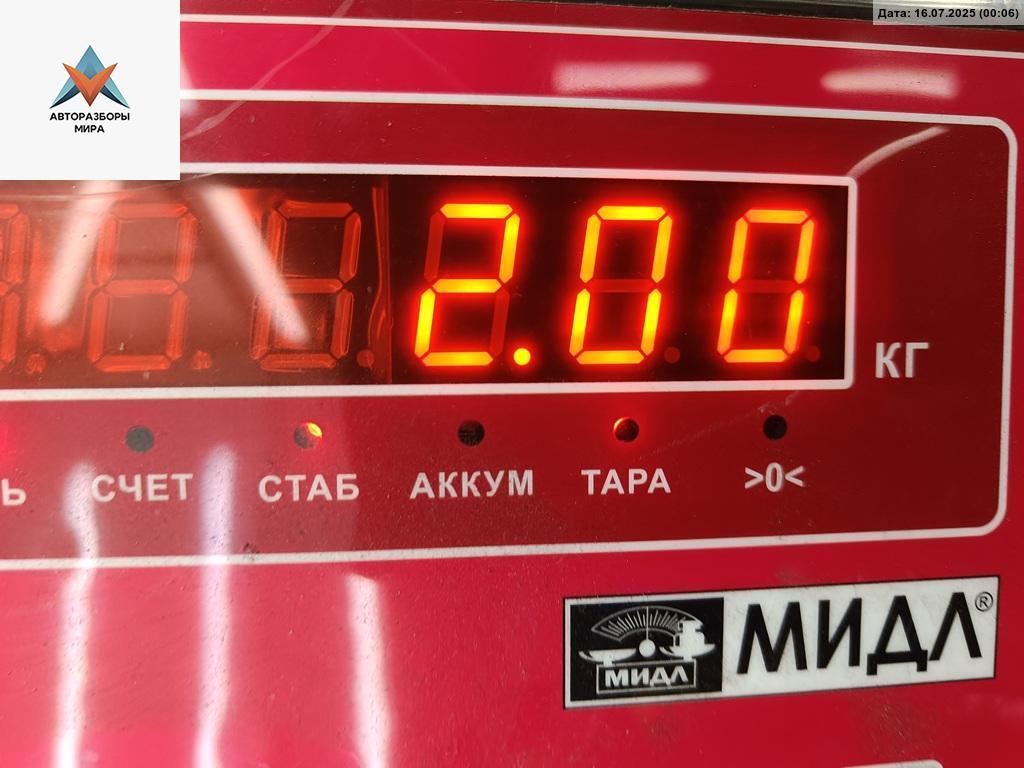 Дата: 16.07.2025 (00:06)
АВТОРАЗБОРЫ
МИРА
2.00
КГ
Ь СЧЕТ СТАБ АККУМ ТАРА >0<
МИДЛ МИДЛ®